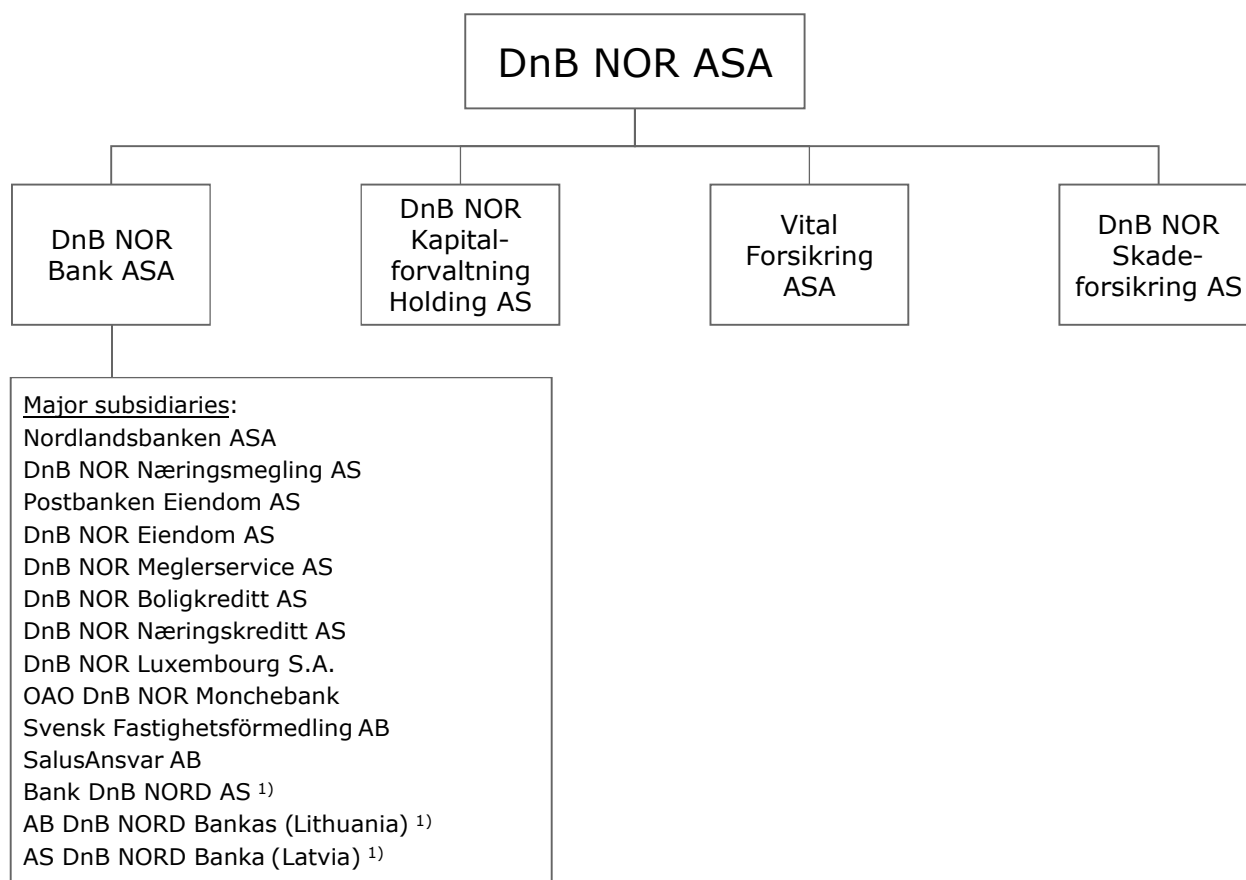 DnB NOR ASA
DnB NOR
Bank ASA
DnB NOR
Kapital-
forvaltning
Holding AS
Vital
Forsikring
ASA
DnB NOR
Skade-
forsikring AS
Major subsidiaries:
Nordlandsbanken ASA
DnB NOR Næringsmegling AS
Postbanken Eiendom AS
DnB NOR Eiendom AS
DnB NOR Meglerservice AS
DnB NOR Boligkreditt AS
DnB NOR Næringskreditt AS
DnB NOR Luxembourg S.A.
OAO DnB NOR Monchebank
Svensk Fastighetsförmedling AB
SalusAnsvar AB
Bank DnB NORD AS 1)
AB DnB NORD Bankas (Lithuania) 1)
AS DnB NORD Banka (Latvia) 1)